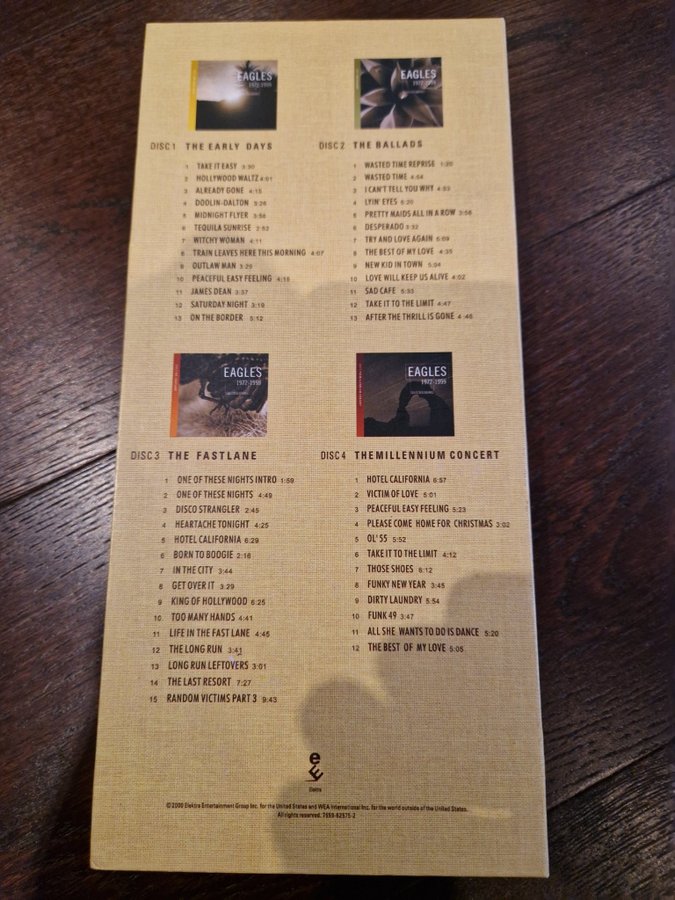 EAGLES
1972-1999
DISC 1 THE EARLY DAYS
1 TAKE IT EASY 3:30
2 HOLLYWOOD WALTZ 4:01
3 ALREADY GONE 4:15
4 DOOLIN-DALTON 3:26
5 MIDNIGHT FLYER 3:56
6 TEQUILA SUNRISE 2:52
7 WITCHY WOMAN 4:11
8 TRAIN LEAVES HERE THIS MORNING 4:07
9 OUTLAW MAN 3:29
10 PEACEFUL EASY FEELING 4:16
11 JAMES DEAN 3:37
12 SATURDAY NIGHT 3:19
13 ON THE BORDER 5:12
EAGLES
1972-1999
DISC 2 THE BALLADS
1 WASTED TIME REPRISE 1:20
2 WASTED TIME 4:54
3 I CAN'T TELL YOU WHY 4:53
4 LYIN' EYES 6:20
5 PRETTY MAIDS ALL IN A ROW 3:58
6 DESPERADO 3:32
7 TRY AND LOVE AGAIN 5:09
8 THE BEST OF MY LOVE 4:35
9 NEW KID IN TOWN 5:04
10 LOVE WILL KEEP US ALIVE 4:02
11 SAD CAFE 5:33
12 TAKE IT TO THE LIMIT 4:47
13 AFTER THE THRILL IS GONE 4:46
EAGLES
1972-1999
DISC 3 THE FASTLANE
1 ONE OF THESE NIGHTS INTRO 1:59
2 ONE OF THESE NIGHTS 4:49
3 DISCO STRANGLER 2:45
4 HEARTACHE TONIGHT 4:25
5 HOTEL CALIFORNIA 6:29
6 BORN TO BOOGIE 2:16
7 IN THE CITY 3:44
8 GET OVER IT 3:29
9 KING OF HOLLYWOOD 6:25
10 TOO MANY HANDS 4:41
11 LIFE IN THE FAST LANE 4:45
12 THE LONG RUN 3:41
13 LONG RUN LEFTOVERS 3:01
14 THE LAST RESORT 7:27
15 RANDOM VICTIMS PART 3 9:43
EAGLES
1972-1999
DISC 4 THE MILLENNIUM CONCERT
1 HOTEL CALIFORNIA 6:57
2 VICTIM OF LOVE 5:01
3 PEACEFUL EASY FEELING 5:23
4 PLEASE COME HOME FOR CHRISTMAS 3:02
5 OL' 55 5:52
6 TAKE IT TO THE LIMIT 4:12
7 THOSE SHOES 6:12
8 FUNKY NEW YEAR 3:45
9 DIRTY LAUNDRY 5:54
10 FUNK 49 3:47
11 ALL SHE WANTS TO DO IS DANCE 5:20
12 THE BEST OF MY LOVE 5:05
Elektra
©2000 Elektra Entertainment Group Inc. for the United States and WEA International Inc. for the world outside of the United States.
All rights reserved. 7559-62575-2